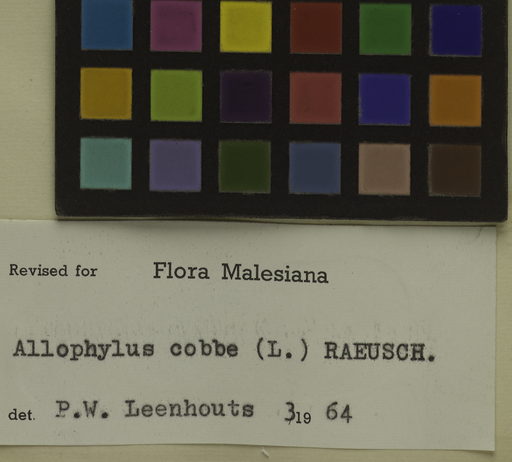 Revised for Flora Malesiana
Allophylus cobbe (L.) RAEUSCH.
det. P.W. Leenhouts 3 19 64